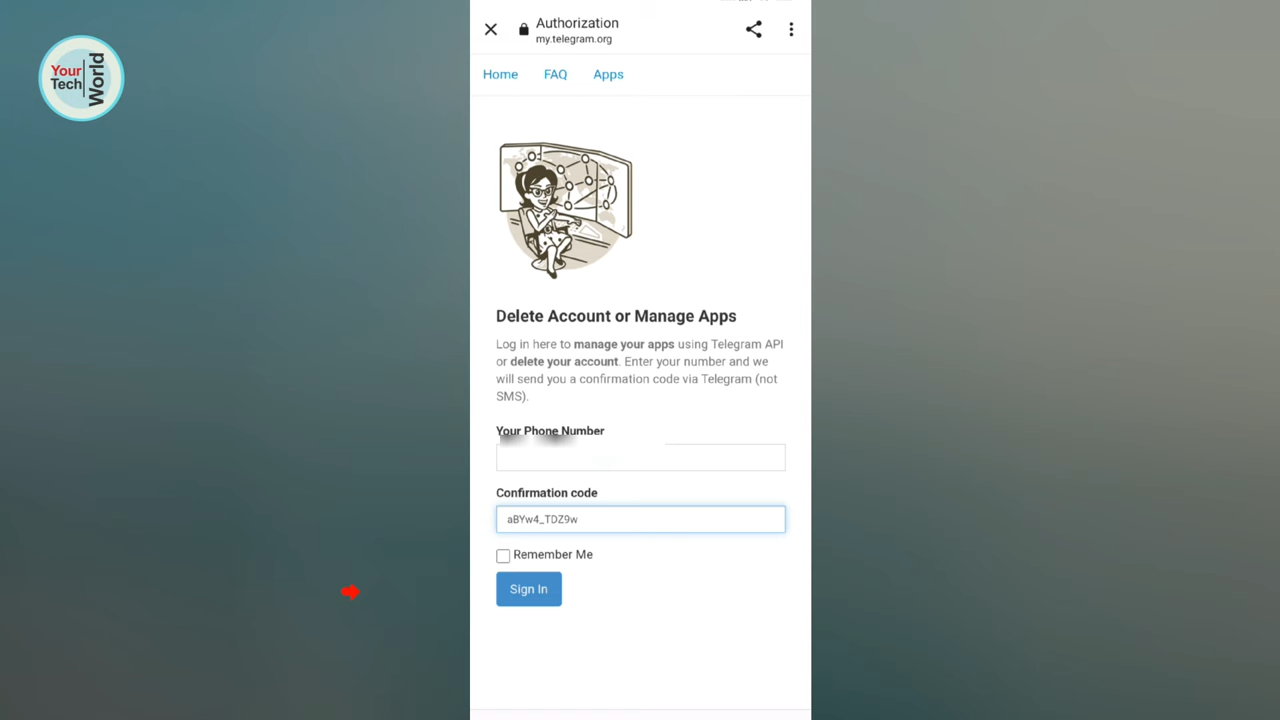 Your
Tech
World
Authorization
my.telegram.org
Home FAQ Apps
Delete Account or Manage Apps
Log in here to manage your apps using Telegram API
or delete your account. Enter your number and we
will send you a confirmation code via Telegram (not
SMS).
Your Phone Number
Confirmation code
aBYw4_TDZ9w
Remember Me
Sign In